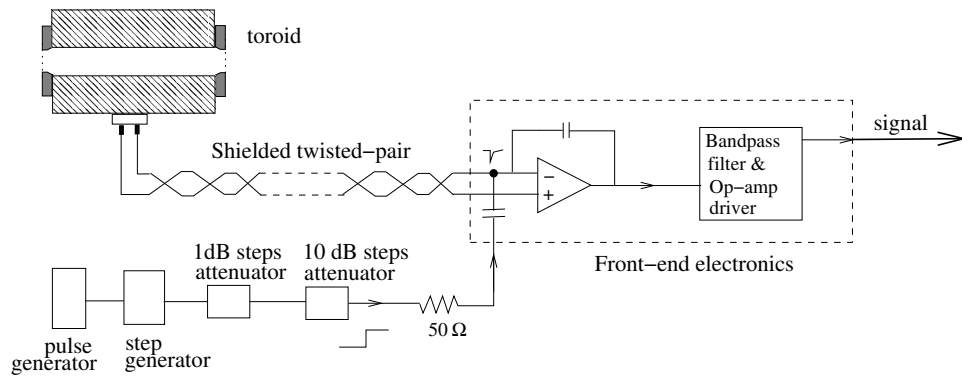 toroid
signal
Shielded twisted−pair
−
+
Bandpass
filter &
Op−amp
driver
Front−end electronics
1dB steps
attenuator
10 dB steps
attenuator
50 Ω
pulse
generator
step
generator